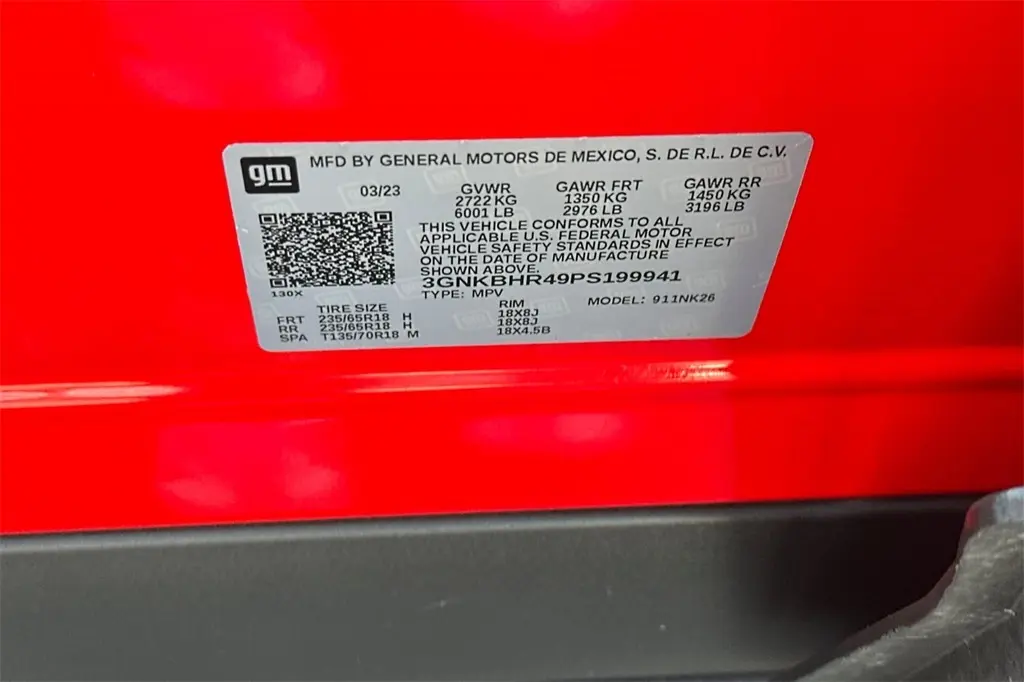 gm
MFD BY GENERAL MOTORS DE MEXICO, S. DE R.L. DE C.V.
03/23 GVWR GAWR FRT GAWR RR
2722 KG 1350 KG 1450 KG
6001 LB 2976 LB 3196 LB
THIS VEHICLE CONFORMS TO ALL
APPLICABLE U.S. FEDERAL MOTOR
VEHICLE SAFETY STANDARDS IN EFFECT
ON THE DATE OF MANUFACTURE
SHOWN ABOVE.
3GNKBHR49PS199941
130X
TYPE: MPV MODEL: 911NK26
TIRE SIZE RIM
FRT 235/65R18 H 18X8J
RR 235/65R18 H 18X8J
SPA T135/70R18 M 18X4.5B